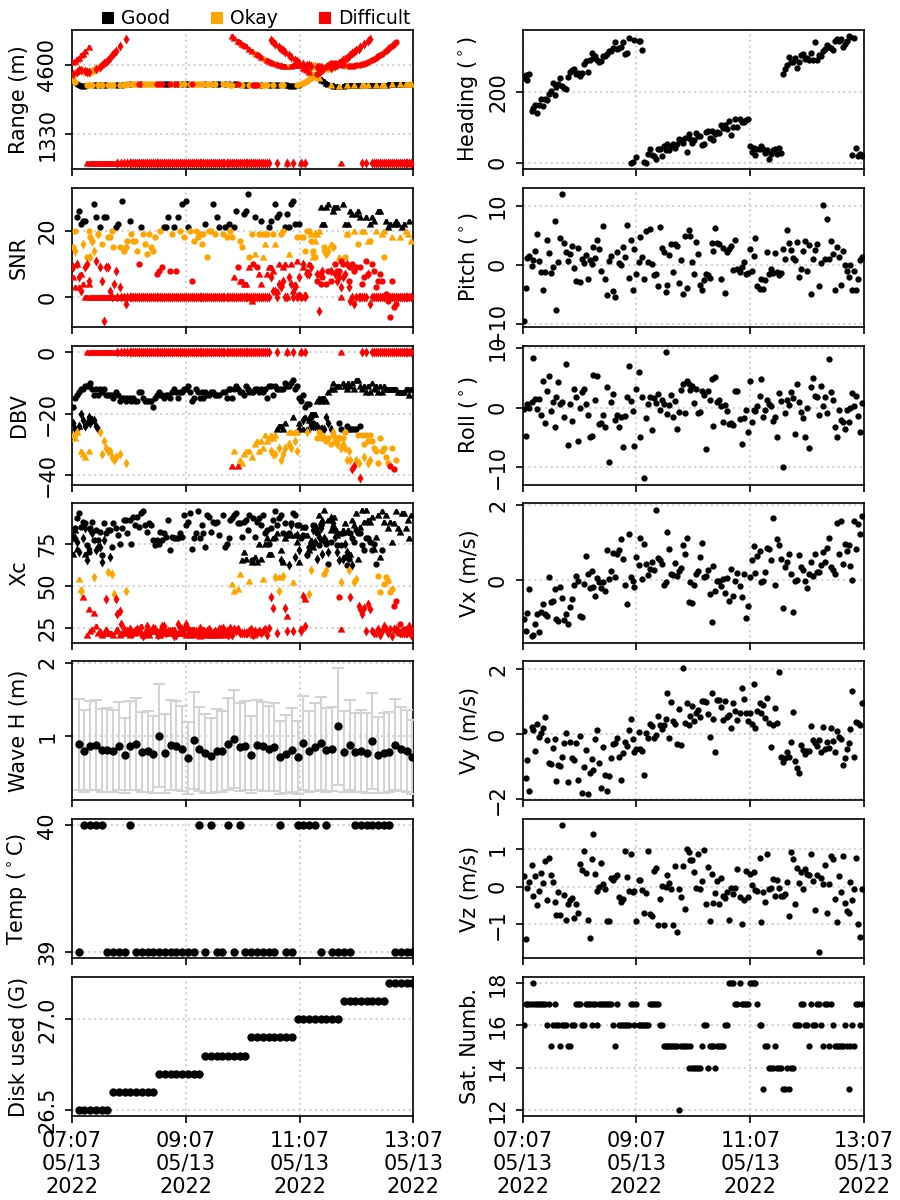 Good Okay Difficult
Range (m)
4600
1330
Heading (°)
200
0
SNR
20
0
Pitch (°)
10
0
−10
DBV
0
−20
−40
Roll (°)
10
0
−10
Xc
75
50
25
Vx (m/s)
2
0
Wave H (m)
2
1
Vy (m/s)
2
0
−2
Temp (°C)
40
39
Vz (m/s)
1
0
−1
Disk used (G)
27.0
26.5
Sat. Numb.
18
16
14
12
07:07 09:07 11:07 13:07
05/13 05/13 05/13 05/13
2022 2022 2022 2022
07:07 09:07 11:07 13:07
05/13 05/13 05/13 05/13
2022 2022 2022 2022